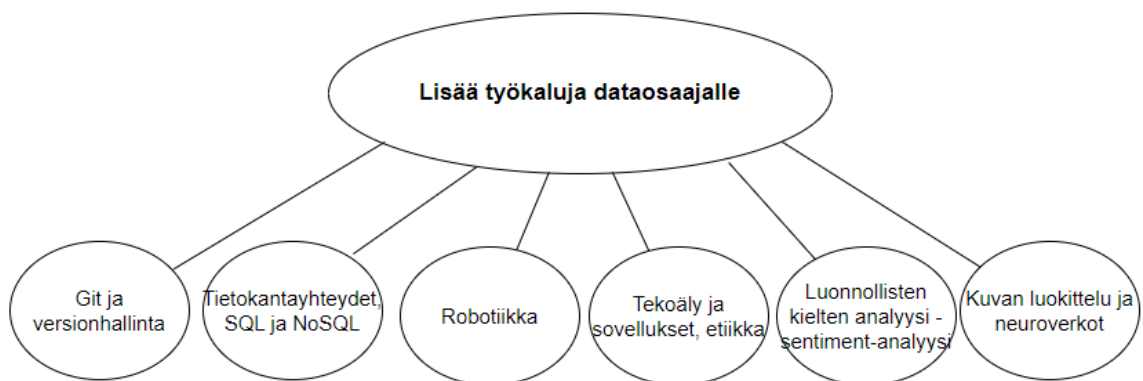 Lisää työkaluja dataosaajalle
Git ja
versionhallinta
Tietokantayhteydet,
SQL ja NoSQL
Robotiikka
Tekoäly ja
sovellukset, etiikka
Luonnollisten
kielten analyysi -
sentiment-analyysi
Kuvan luokittelu ja
neuroverkot